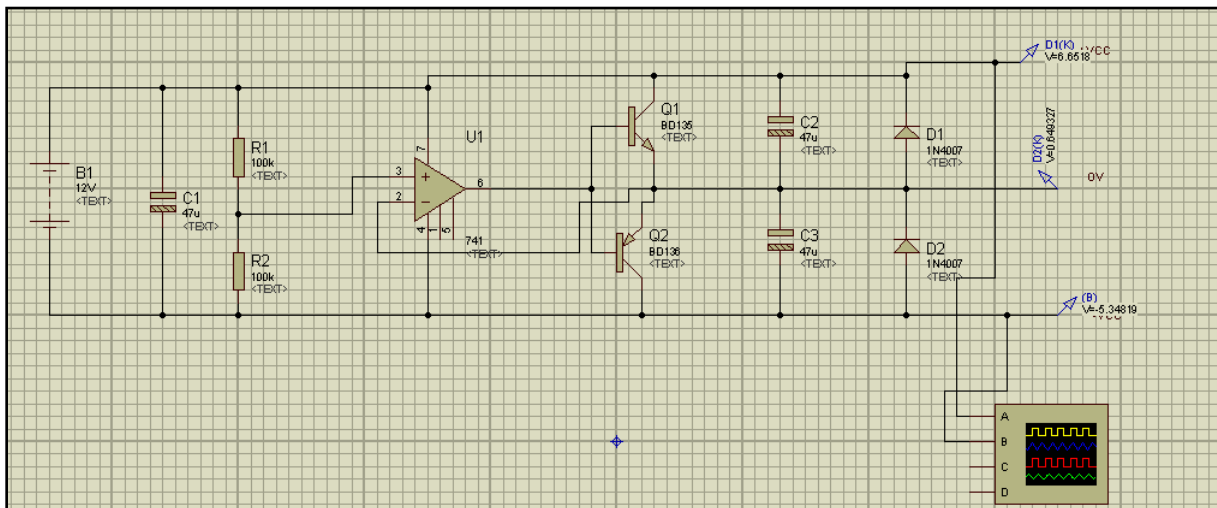 B1
12V
<TEXT>
C1
47u
<TEXT>
R1
100k
<TEXT>
R2
100k
<TEXT>
U1
7
3
2
6
4
1
5
741
<TEXT>
Q1
BD135
<TEXT>
Q2
BD136
<TEXT>
C2
47u
<TEXT>
C3
47u
<TEXT>
D1
1N4007
<TEXT>
D2
1N4007
<TEXT>
D1(K)
V=6.6518
VCC
D2(K)
V=0.649327
0V
(B)
V=-5.34819
-VCC
A
B
C
D